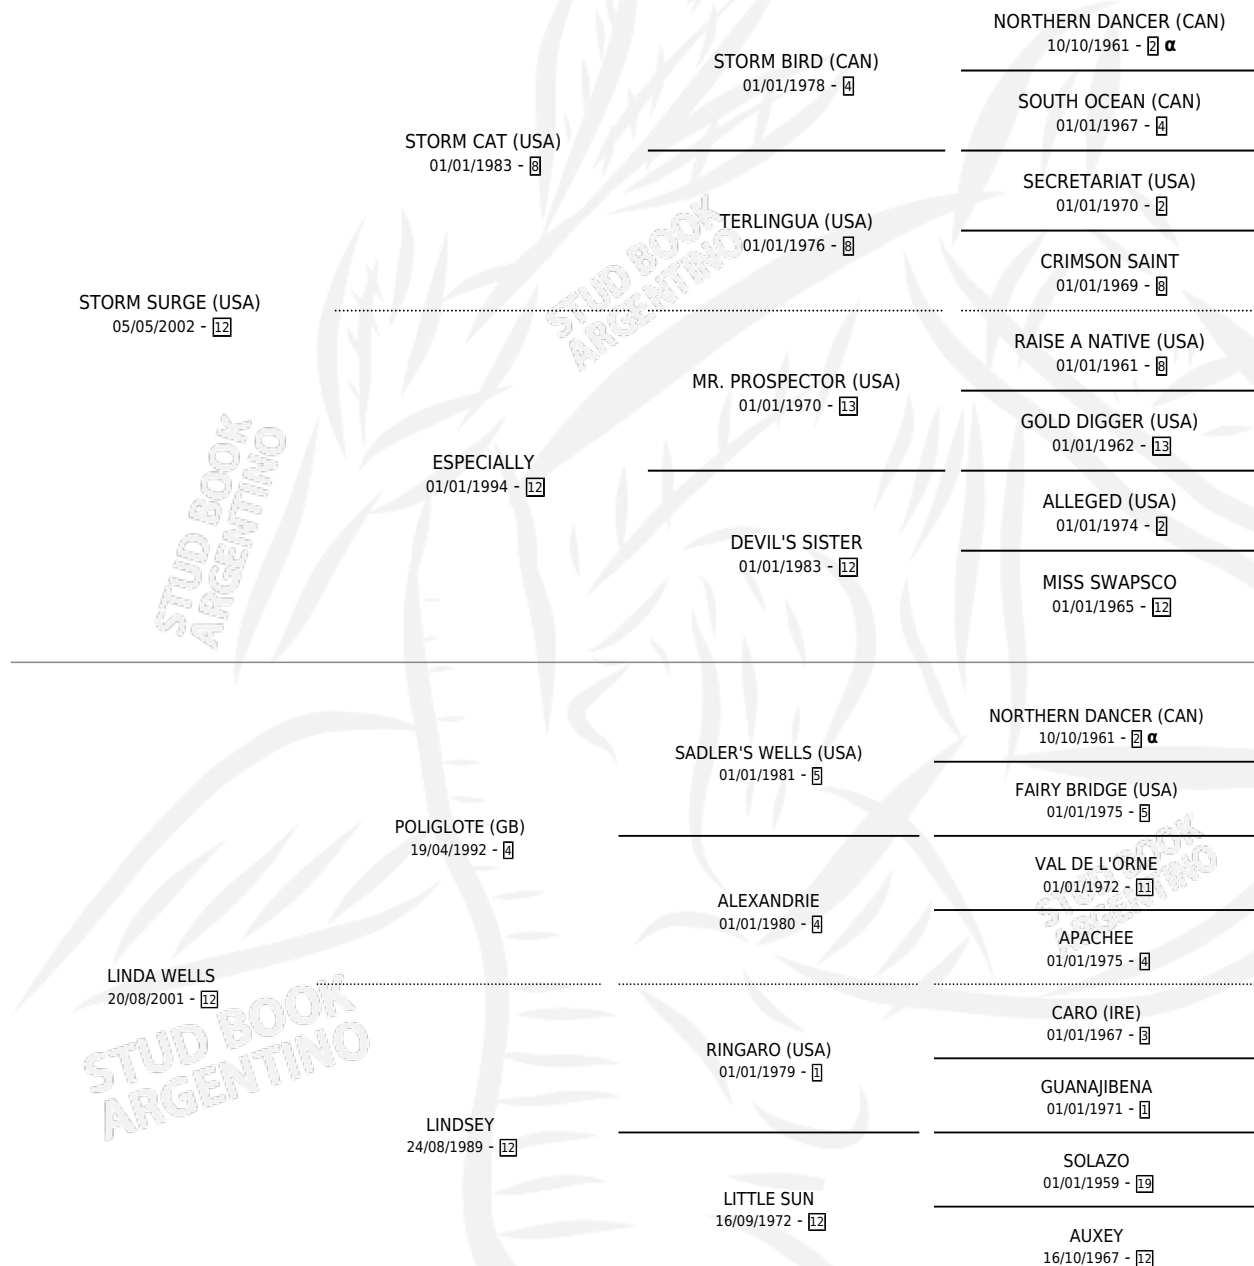 NORTHERN DANCER (CAN)
10/10/1961 - 2 α
STORM BIRD (CAN)
01/01/1978 - 4
SOUTH OCEAN (CAN)
01/01/1967 - 4
STORM CAT (USA)
01/01/1983 - 8
SECRETARIAT (USA)
01/01/1970 - 2
TERLINGUA (USA)
01/01/1976 - 8
CRIMSON SAINT
01/01/1969 - 8
STORM SURGE (USA)
05/05/2002 - 12
RAISE A NATIVE (USA)
01/01/1961 - 8
MR. PROSPECTOR (USA)
01/01/1970 - 13
GOLD DIGGER (USA)
01/01/1962 - 13
ESPECIALLY
01/01/1994 - 12
ALLEGED (USA)
01/01/1974 - 2
DEVIL'S SISTER
01/01/1983 - 12
MISS SWAPSCO
01/01/1965 - 12
STUD BOOK
ARGENTINO
STUD BOOK
ARGENTINO
NORTHERN DANCER (CAN)
10/10/1961 - 2 α
SADLER'S WELLS (USA)
01/01/1981 - 5
FAIRY BRIDGE (USA)
01/01/1975 - 5
POLIGLOTE (GB)
19/04/1992 - 4
VAL DE L'ORNE
01/01/1972 - 11
ALEXANDRIE
01/01/1980 - 4
APACHEE
01/01/1975 - 4
STUD BOOK
ARGENTINO
LINDA WELLS
20/08/2001 - 12
CARO (IRE)
01/01/1967 - 3
RINGARO (USA)
01/01/1979 - 1
GUANAJIBENA
01/01/1971 - 1
LINDSEY
24/08/1989 - 12
SOLAZO
01/01/1959 - 19
LITTLE SUN
16/09/1972 - 12
AUXEY
16/10/1967 - 12
STUD BOOK
ARGENTINO